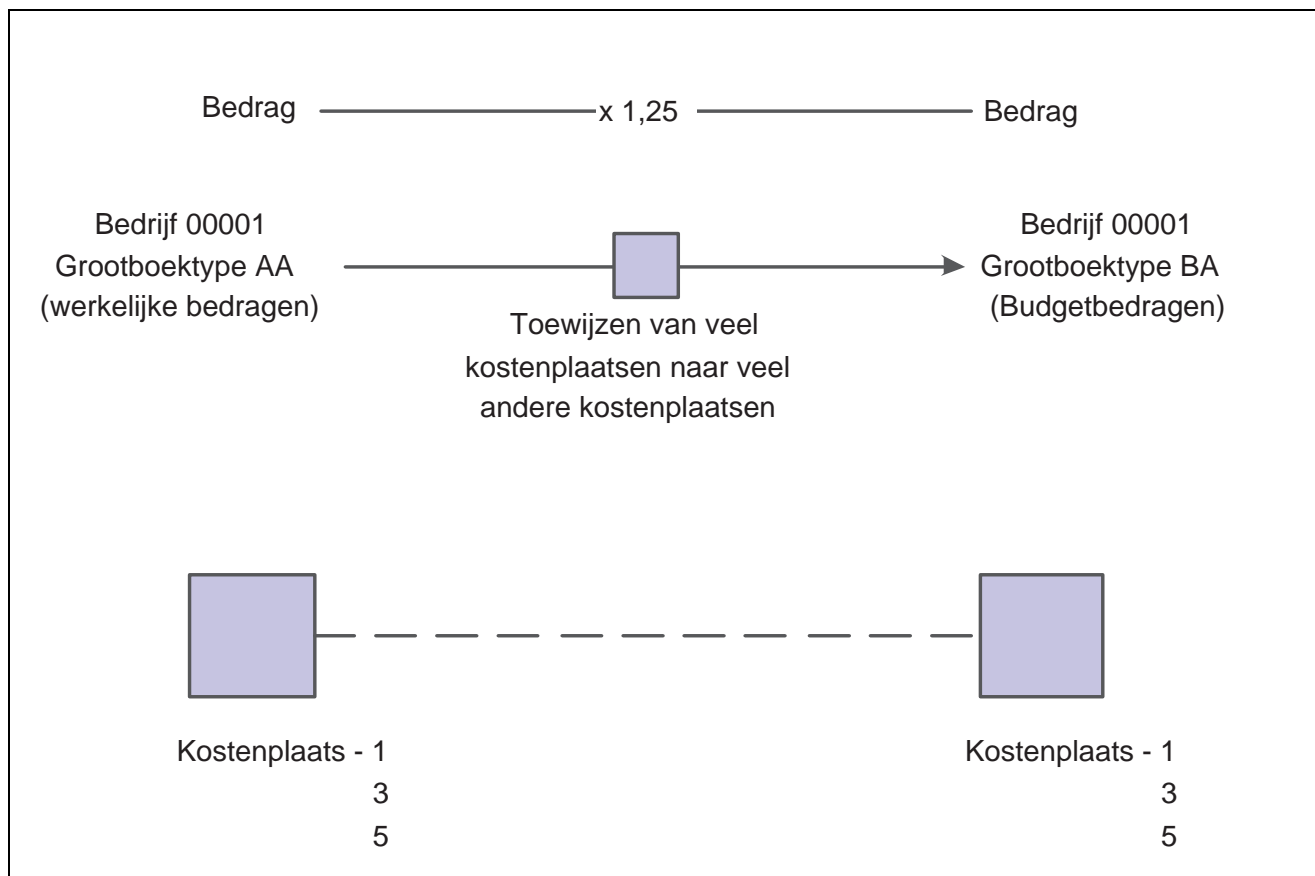 Bedrag x 1,25 Bedrag
Bedrijf 00001
Grootboektype AA
(werkelijke bedragen)
Toewijzen van veel
kostenplaatsen naar veel
andere kostenplaatsen
Bedrijf 00001
Grootboektype BA
(Budgetbedragen)
Kostenplaats - 1
3
5
Kostenplaats - 1
3
5